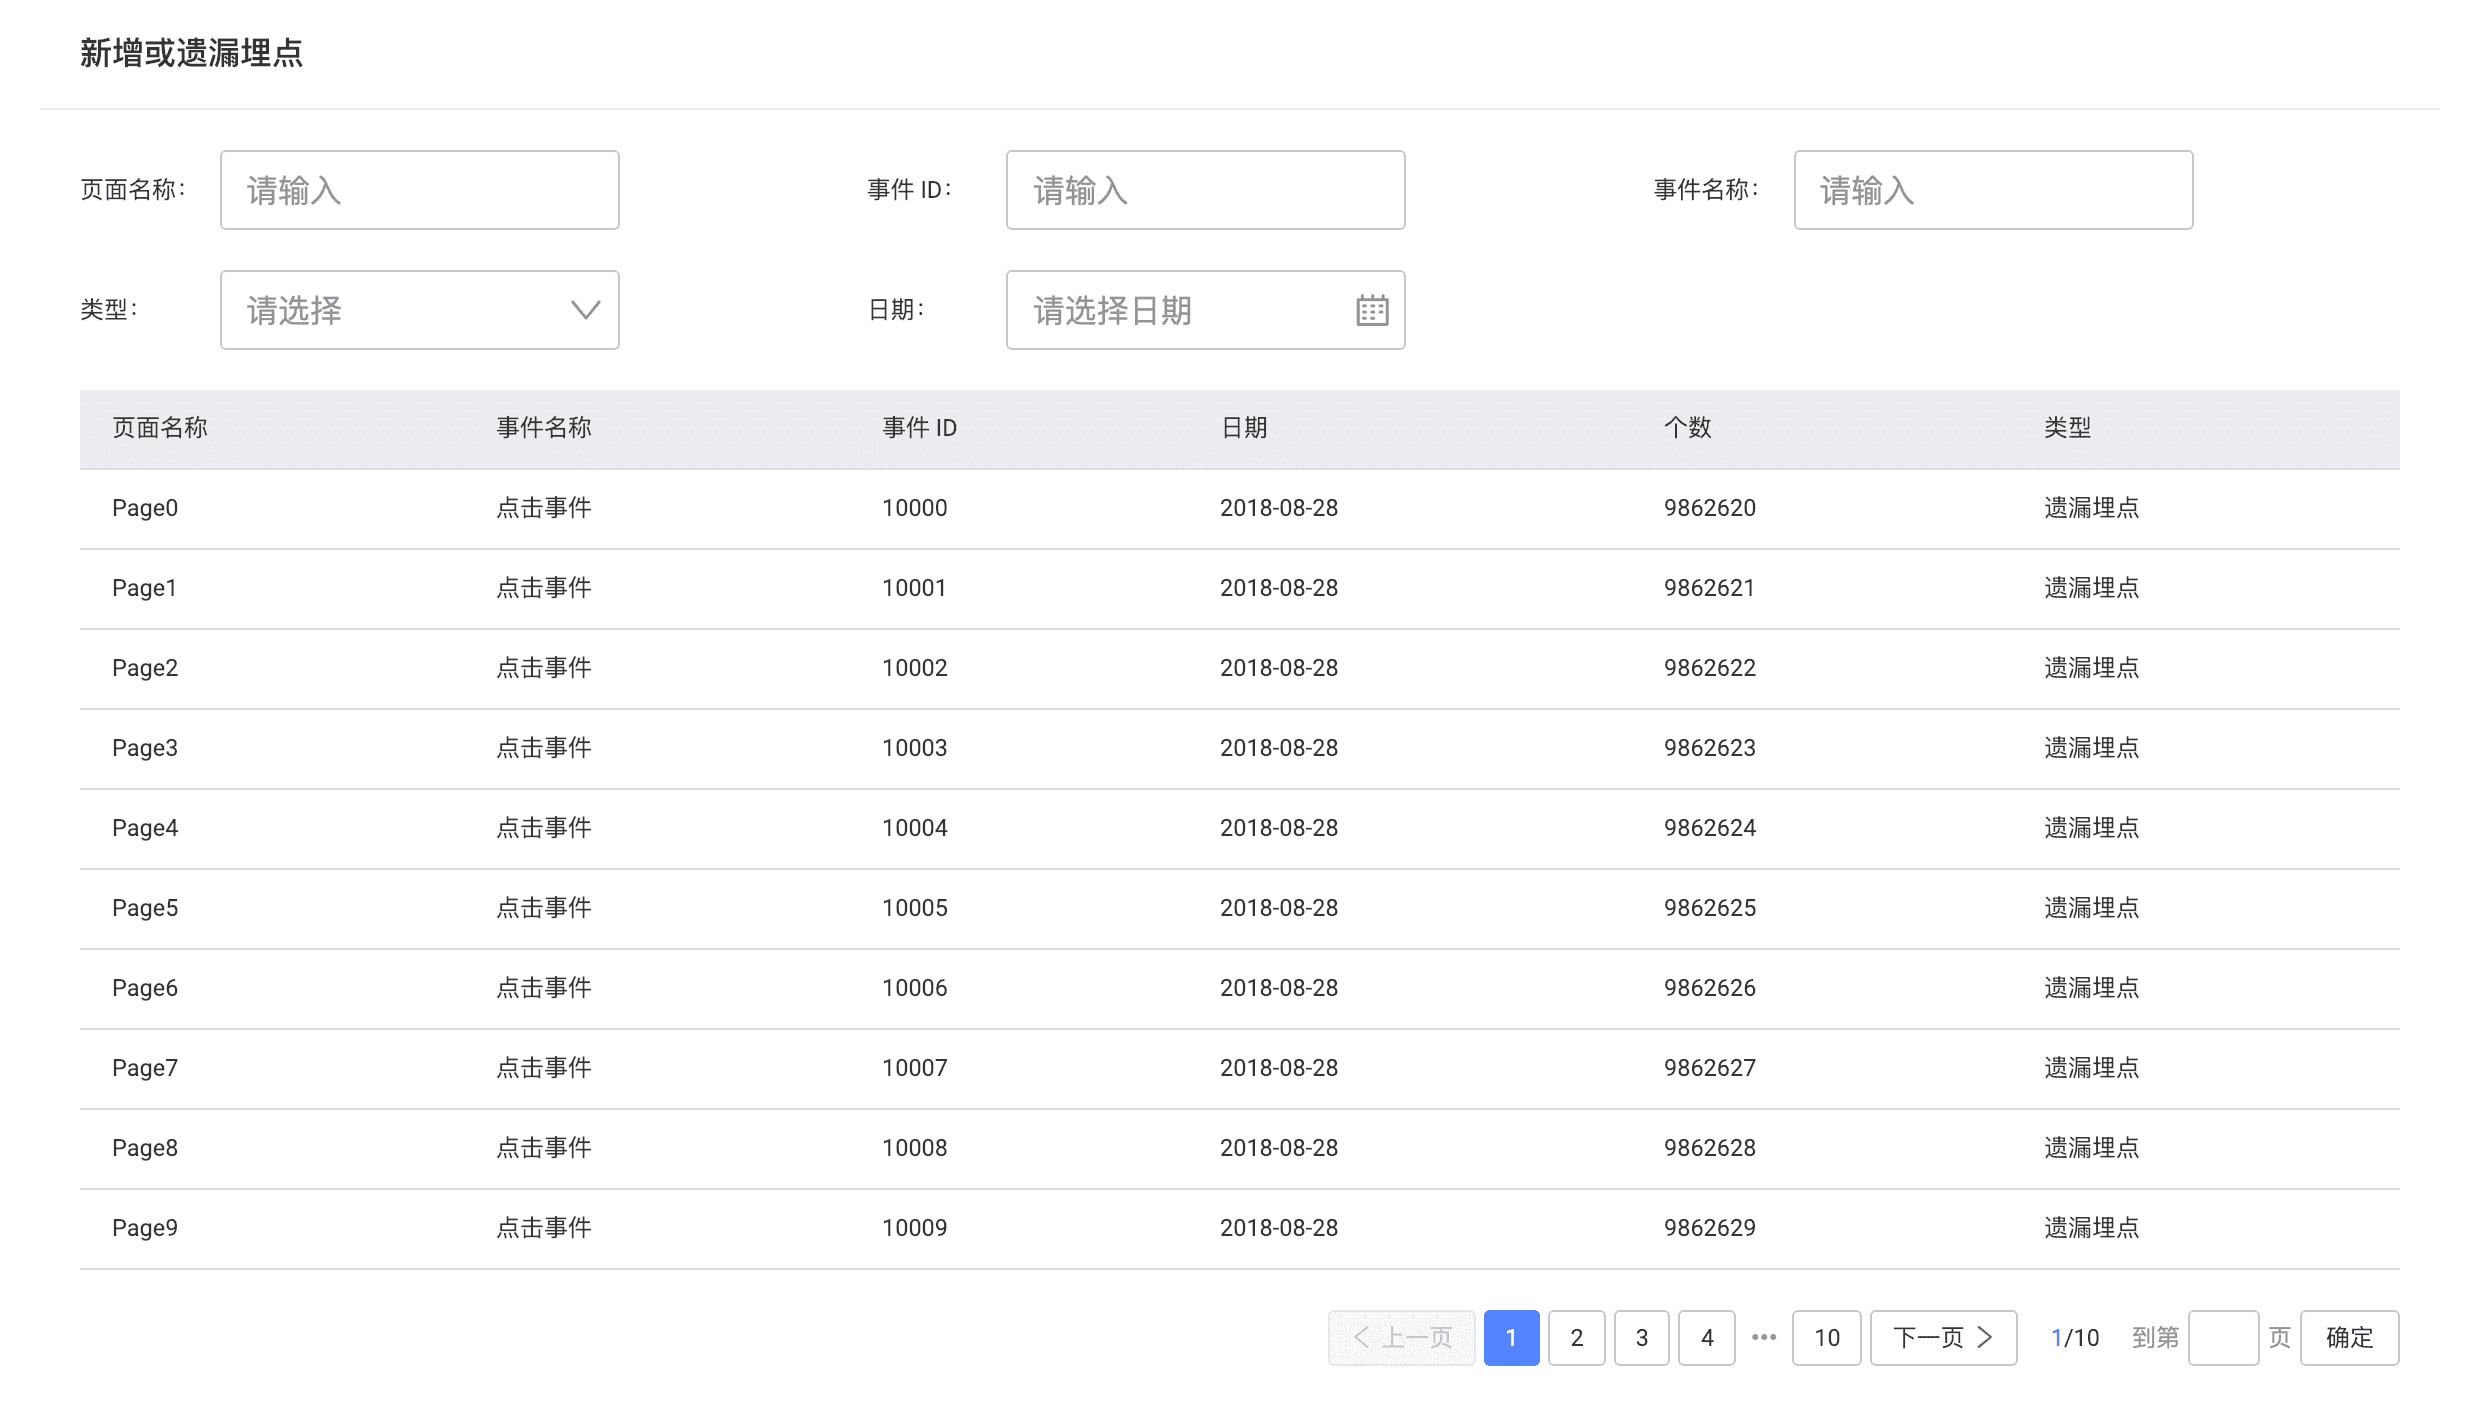 新增或遗漏埋点
页面名称： 请输入 事件 ID： 请输入 事件名称： 请输入
类型： 请选择 日期： 请选择日期
页面名称 事件名称 事件 ID 日期 个数 类型
Page0 点击事件 10000 2018-08-28 9862620 遗漏埋点
Page1 点击事件 10001 2018-08-28 9862621 遗漏埋点
Page2 点击事件 10002 2018-08-28 9862622 遗漏埋点
Page3 点击事件 10003 2018-08-28 9862623 遗漏埋点
Page4 点击事件 10004 2018-08-28 9862624 遗漏埋点
Page5 点击事件 10005 2018-08-28 9862625 遗漏埋点
Page6 点击事件 10006 2018-08-28 9862626 遗漏埋点
Page7 点击事件 10007 2018-08-28 9862627 遗漏埋点
Page8 点击事件 10008 2018-08-28 9862628 遗漏埋点
Page9 点击事件 10009 2018-08-28 9862629 遗漏埋点
上一页 1 2 3 4 ••• 10 下一页 1/10 到第 页 确定